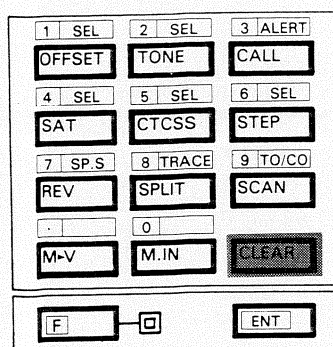 1 SEL 2 SEL 3 ALERT
OFFSET TONE CALL
4 SEL 5 SEL 6 SEL
SAT CTCSS STEP
7 SP.S 8 TRACE 9 TO/CO
REV SPLIT SCAN
. 0
M►V M.IN CLEAR
F ENT